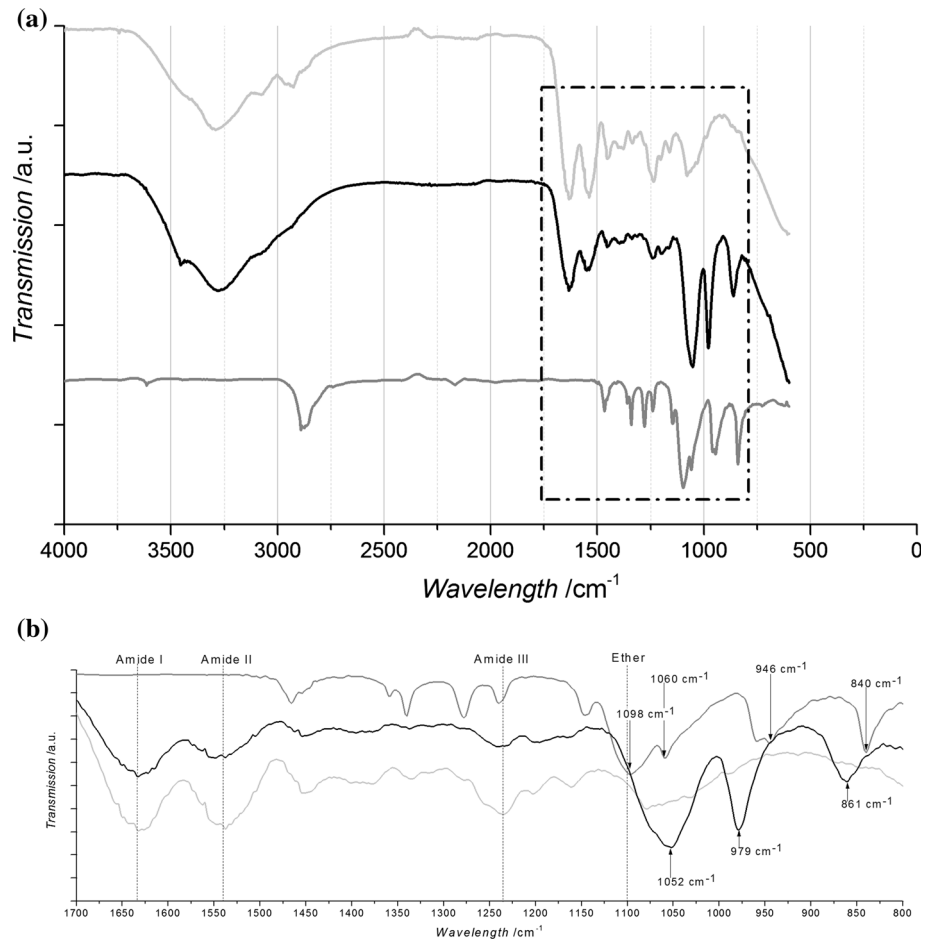 (a)
Transmission /a.u.
4000 3500 3000 2500 2000 1500 1000 500 0
Wavelength /cm-1
(b)
Amide I Amide II Amide III Ether
1060 cm-1 946 cm-1 840 cm-1
1098 cm-1
Transmission /a.u.
861 cm-1
979 cm-1
1052 cm-1
1700 1650 1600 1550 1500 1450 1400 1350 1300 1250 1200 1150 1100 1050 1000 950 900 850 800
Wavelength /cm-1